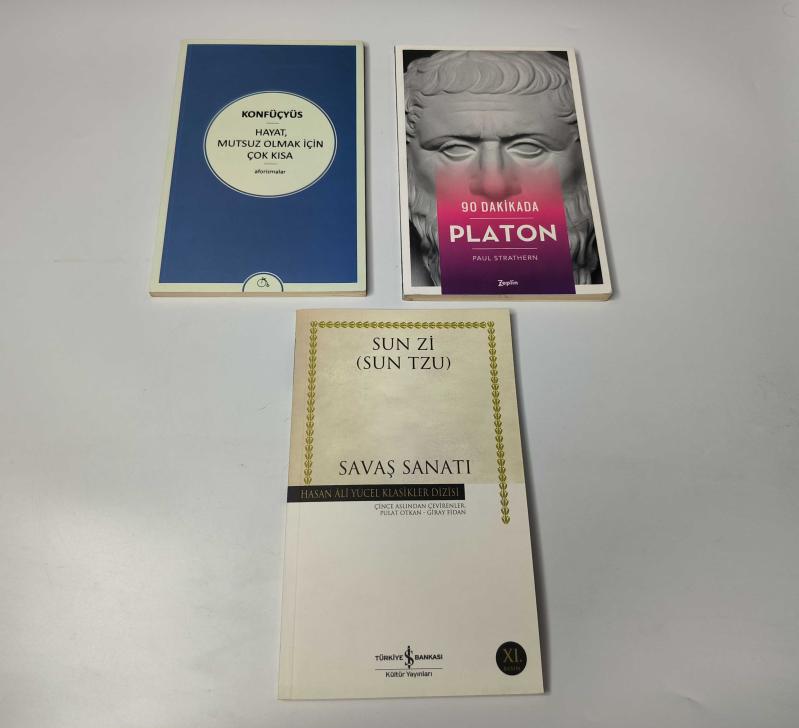 KONFÜÇYÜS
HAYAT,
MUTSUZ OLMAK İÇİN
ÇOK KISA
aforizmalar
90 DAKİKADA
PLATON
PAUL STRATHERN
Zeplin
SUN Zİ
(SUN TZU)
SAVAŞ SANATI
HASAN ÂLİ YÜCEL KLASİKLER DİZİSİ
ÇİNCE ASLINDAN ÇEVİRENLER:
PULAT OTKAN - GİRAY FİDAN
TÜRKİYE İŞ BANKASI
Kültür Yayınları
XI.
BASIM